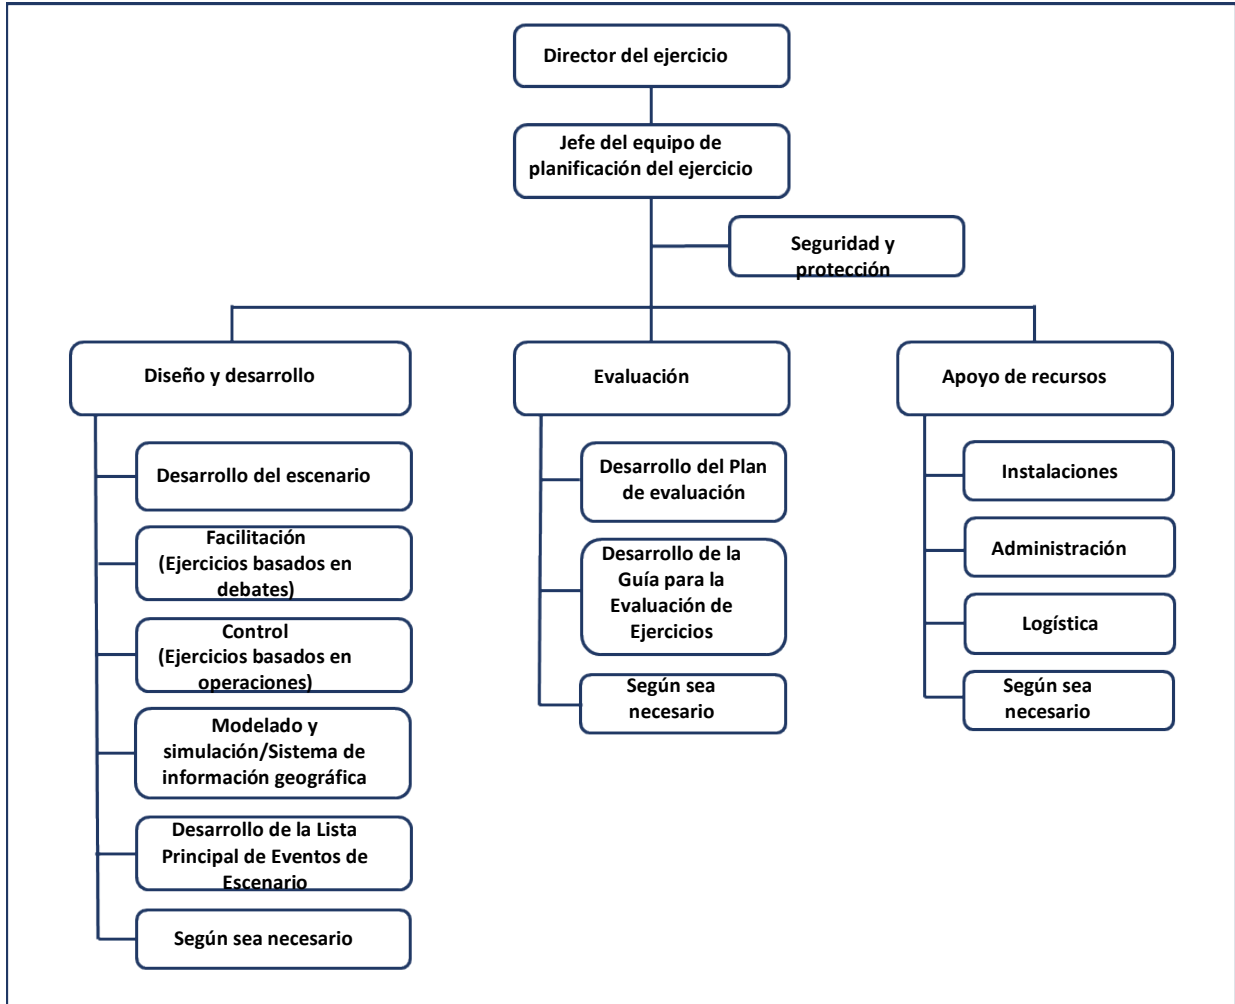 Director del ejercicio
Jefe del equipo de
planificación del ejercicio
Seguridad y
protección
Diseño y desarrollo
Desarrollo del escenario
Facilitación
(Ejercicios basados en
debates)
Control
(Ejercicios basados en
operaciones)
Modelado y
simulación/Sistema de
información geográfica
Desarrollo de la Lista
Principal de Eventos de
Escenario
Según sea necesario
Evaluación
Desarrollo del Plan
de evaluación
Desarrollo de la
Guía para la
Evaluación de
Ejercicios
Según sea
necesario
Apoyo de recursos
Instalaciones
Administración
Logística
Según sea
necesario